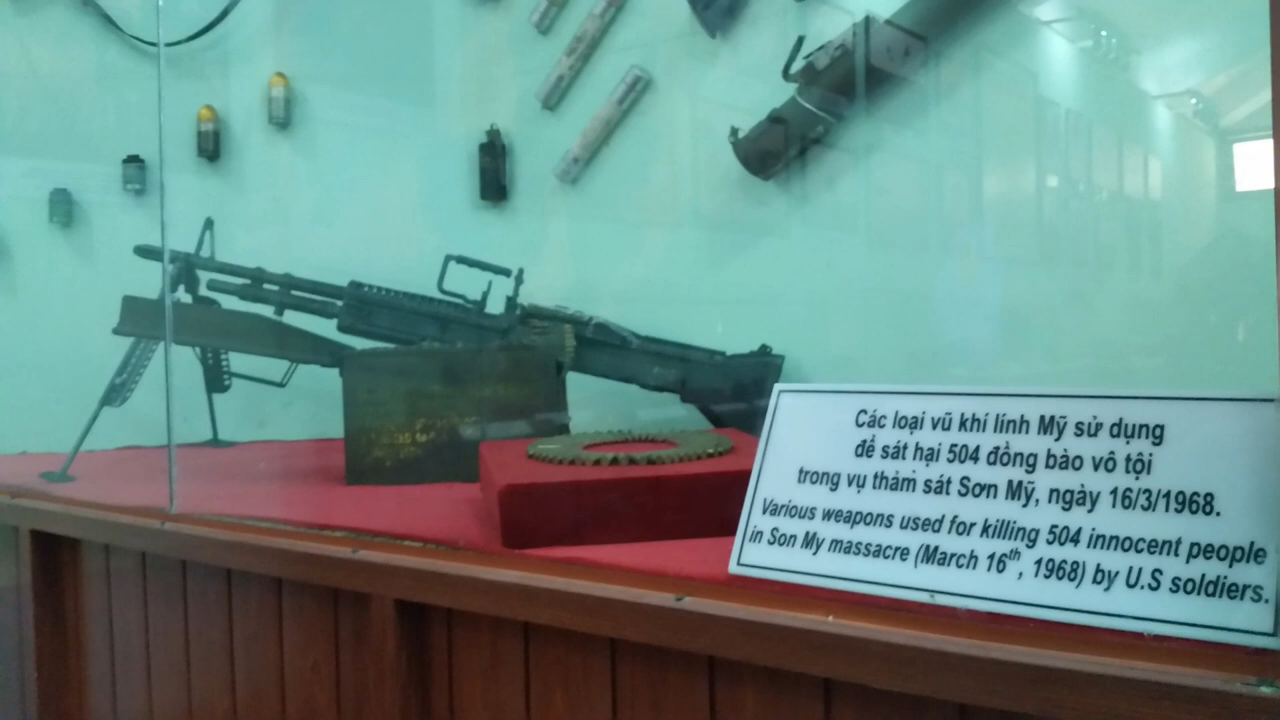 Các loại vũ khí lính Mỹ sử dụng
để sát hại 504 đồng bào vô tội
trong vụ thảm sát Sơn Mỹ, ngày 16/3/1968.
Various weapons used for killing 504 innocent people
in Son My massacre (March 16th, 1968) by U.S soldiers.